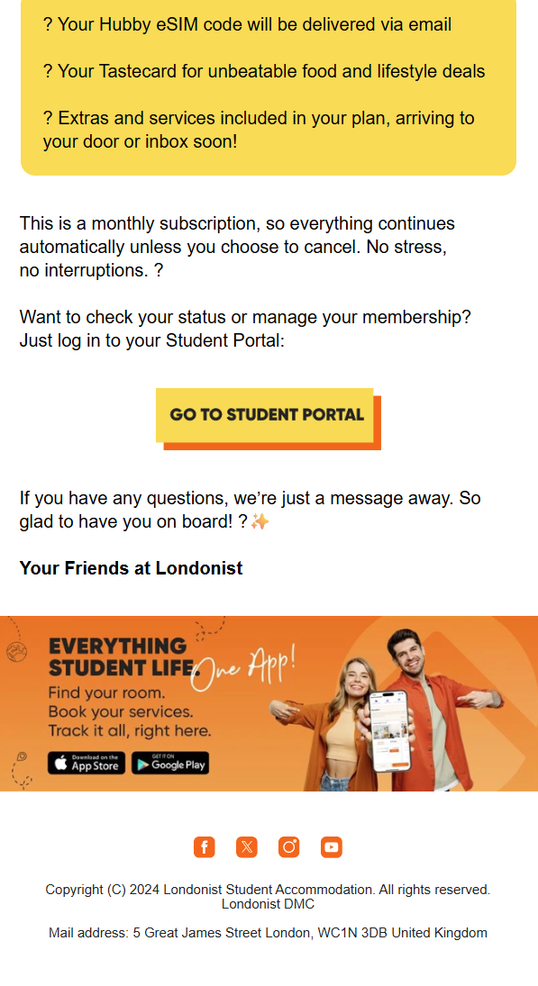 ? Your Hubby eSIM code will be delivered via email
? Your Tastecard for unbeatable food and lifestyle deals
? Extras and services included in your plan, arriving to
your door or inbox soon!
This is a monthly subscription, so everything continues
automatically unless you choose to cancel. No stress,
no interruptions. ?
Want to check your status or manage your membership?
Just log in to your Student Portal:
GO TO STUDENT PORTAL
If you have any questions, we’re just a message away. So
glad to have you on board! ?✨
Your Friends at Londonist
EVERYTHING
STUDENT LIFE. One App!
Find your room.
Book your services.
Track it all, right here.
Download on the
App Store
GET IT ON
Google Play
Copyright (C) 2024 Londonist Student Accommodation. All rights reserved.
Londonist DMC
Mail address: 5 Great James Street London, WC1N 3DB United Kingdom